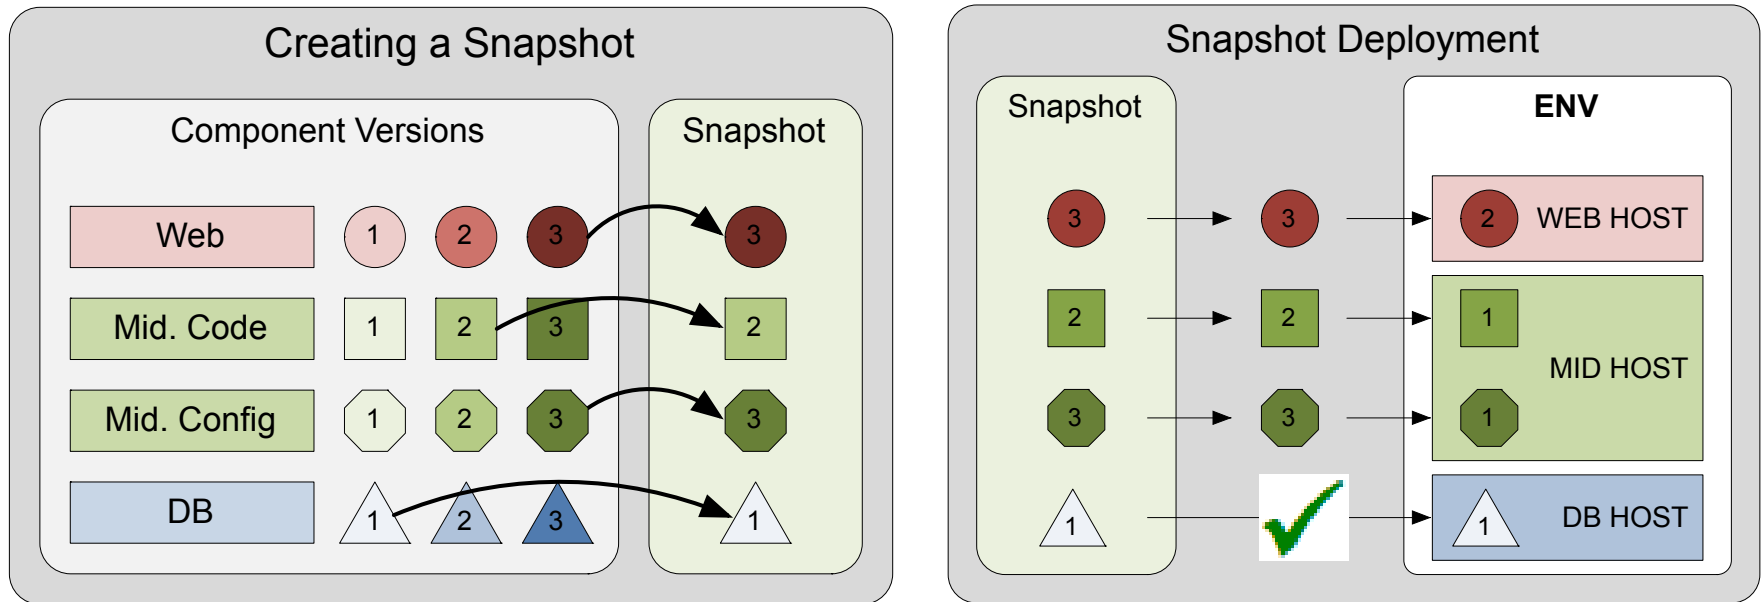 Creating a Snapshot
Component Versions
Snapshot
Web 1 2 3 3
Mid. Code 1 2 3 2
Mid. Config 1 2 3 3
DB 1 2 3 1
Snapshot Deployment
Snapshot
ENV
3 3 2 WEB HOST
2 2 1
MID HOST
3 3 1
1 1 DB HOST